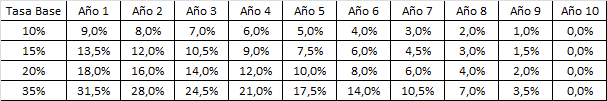 Tasa Base Año 1 Año 2 Año 3 Año 4 Año 5 Año 6 Año 7 Año 8 Año 9 Año 10
10% 9,0% 8,0% 7,0% 6,0% 5,0% 4,0% 3,0% 2,0% 1,0% 0,0%
15% 13,5% 12,0% 10,5% 9,0% 7,5% 6,0% 4,5% 3,0% 1,5% 0,0%
20% 18,0% 16,0% 14,0% 12,0% 10,0% 8,0% 6,0% 4,0% 2,0% 0,0%
35% 31,5% 28,0% 24,5% 21,0% 17,5% 14,0% 10,5% 7,0% 3,5% 0,0%